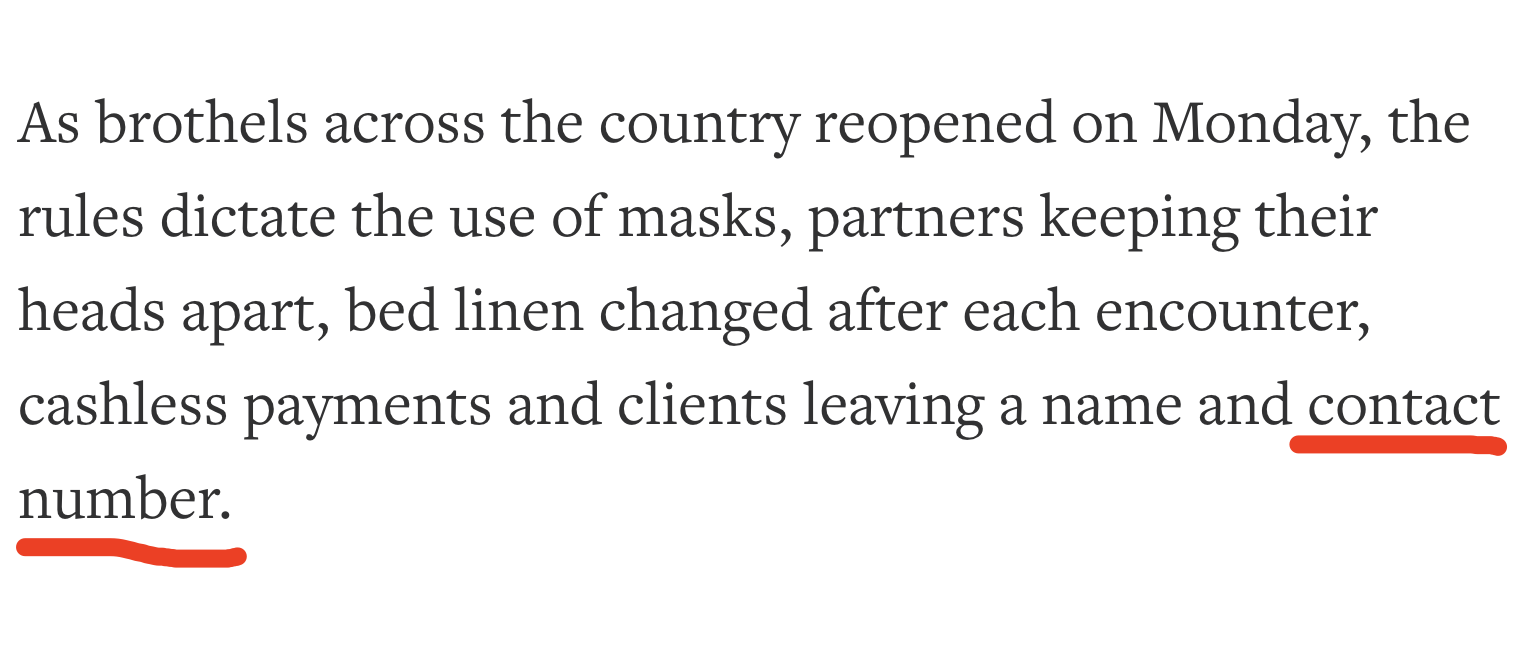 As brothels across the country reopened on Monday, the
rules dictate the use of masks, partners keeping their
heads apart, bed linen changed after each encounter,
cashless payments and clients leaving a name and contact
number.